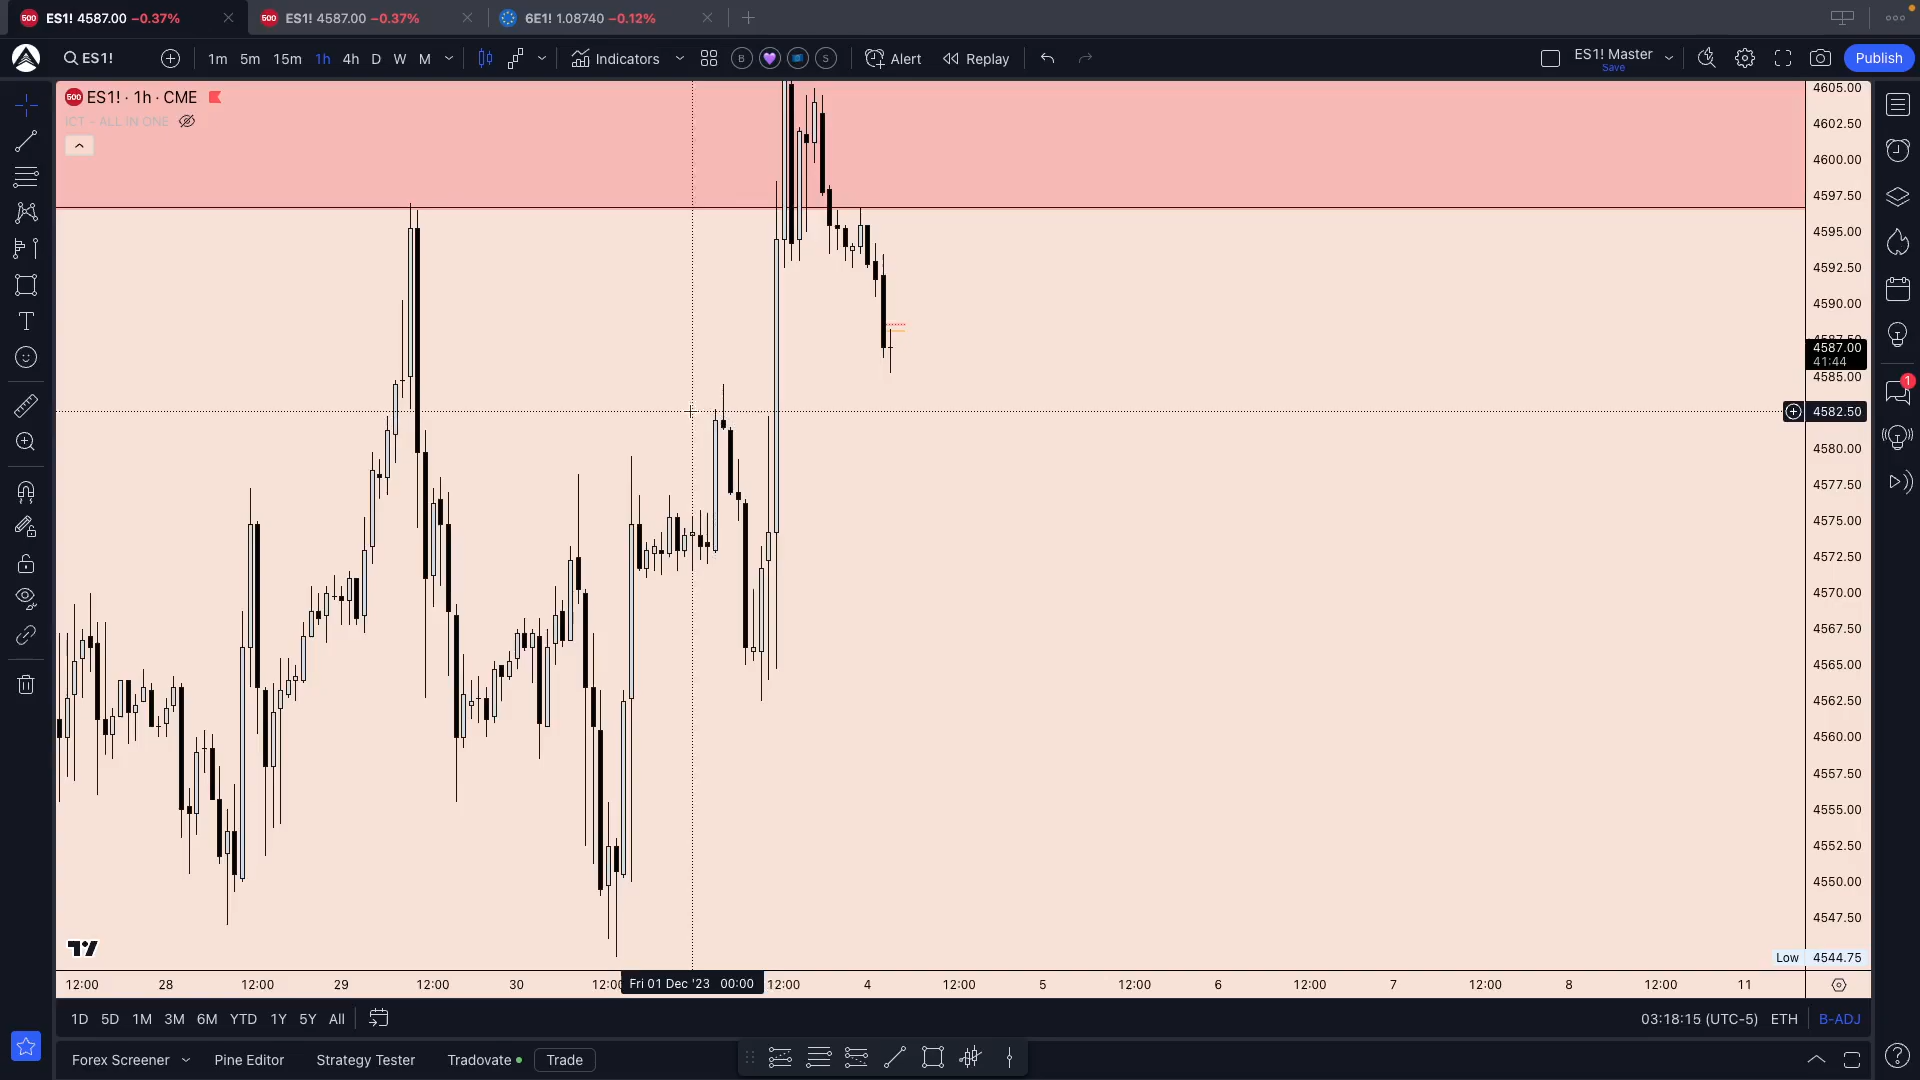 500 ES1! 4587.00 −0.37%
500 ES1! 4587.00 −0.37%
6E1! 1.08740 −0.12%
ES1! 1m 5m 15m 1h 4h D W M Indicators B S Alert Replay ES1! Master Save Publish
500 ES1! · 1h · CME
ICT - ALL IN ONE
4605.00
4602.50
4600.00
4597.50
4595.00
4592.50
4590.00
4587.00
41:44
4585.00
4582.50
4580.00
4577.50
4575.00
4572.50
4570.00
4567.50
4565.00
4562.50
4560.00
4557.50
4555.00
4552.50
4550.00
4547.50
Low 4544.75
1
12:00 28 12:00 29 12:00 30 12:00 Fri 01 Dec '23 00:00 12:00 4 12:00 5 12:00 6 12:00 7 12:00 8 12:00 11
1D 5D 1M 3M 6M YTD 1Y 5Y All 03:18:15 (UTC-5) ETH B-ADJ
Forex Screener Pine Editor Strategy Tester Tradovate Trade